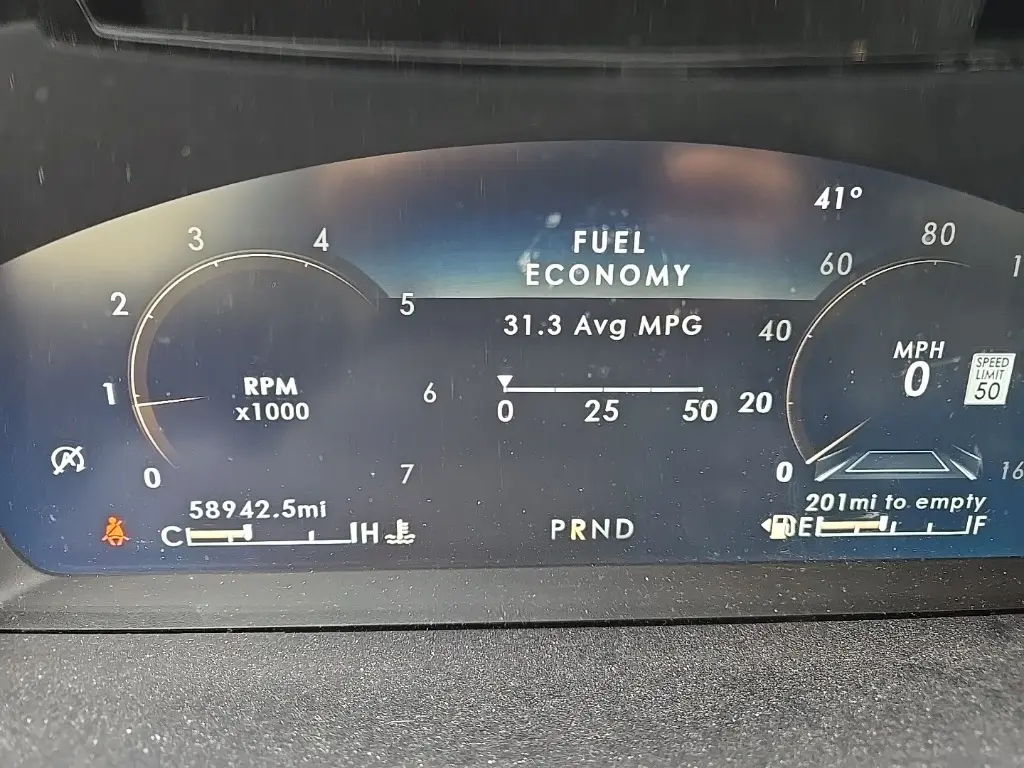 41°
FUEL
ECONOMY
31.3 Avg MPG
0 25 50
0
1
2
3
4
5
6
7
RPM
x1000
0
20
40
60
80
MPH
0
SPEED
LIMIT
50
58942.5mi
C H
PRND
201mi to empty
E F